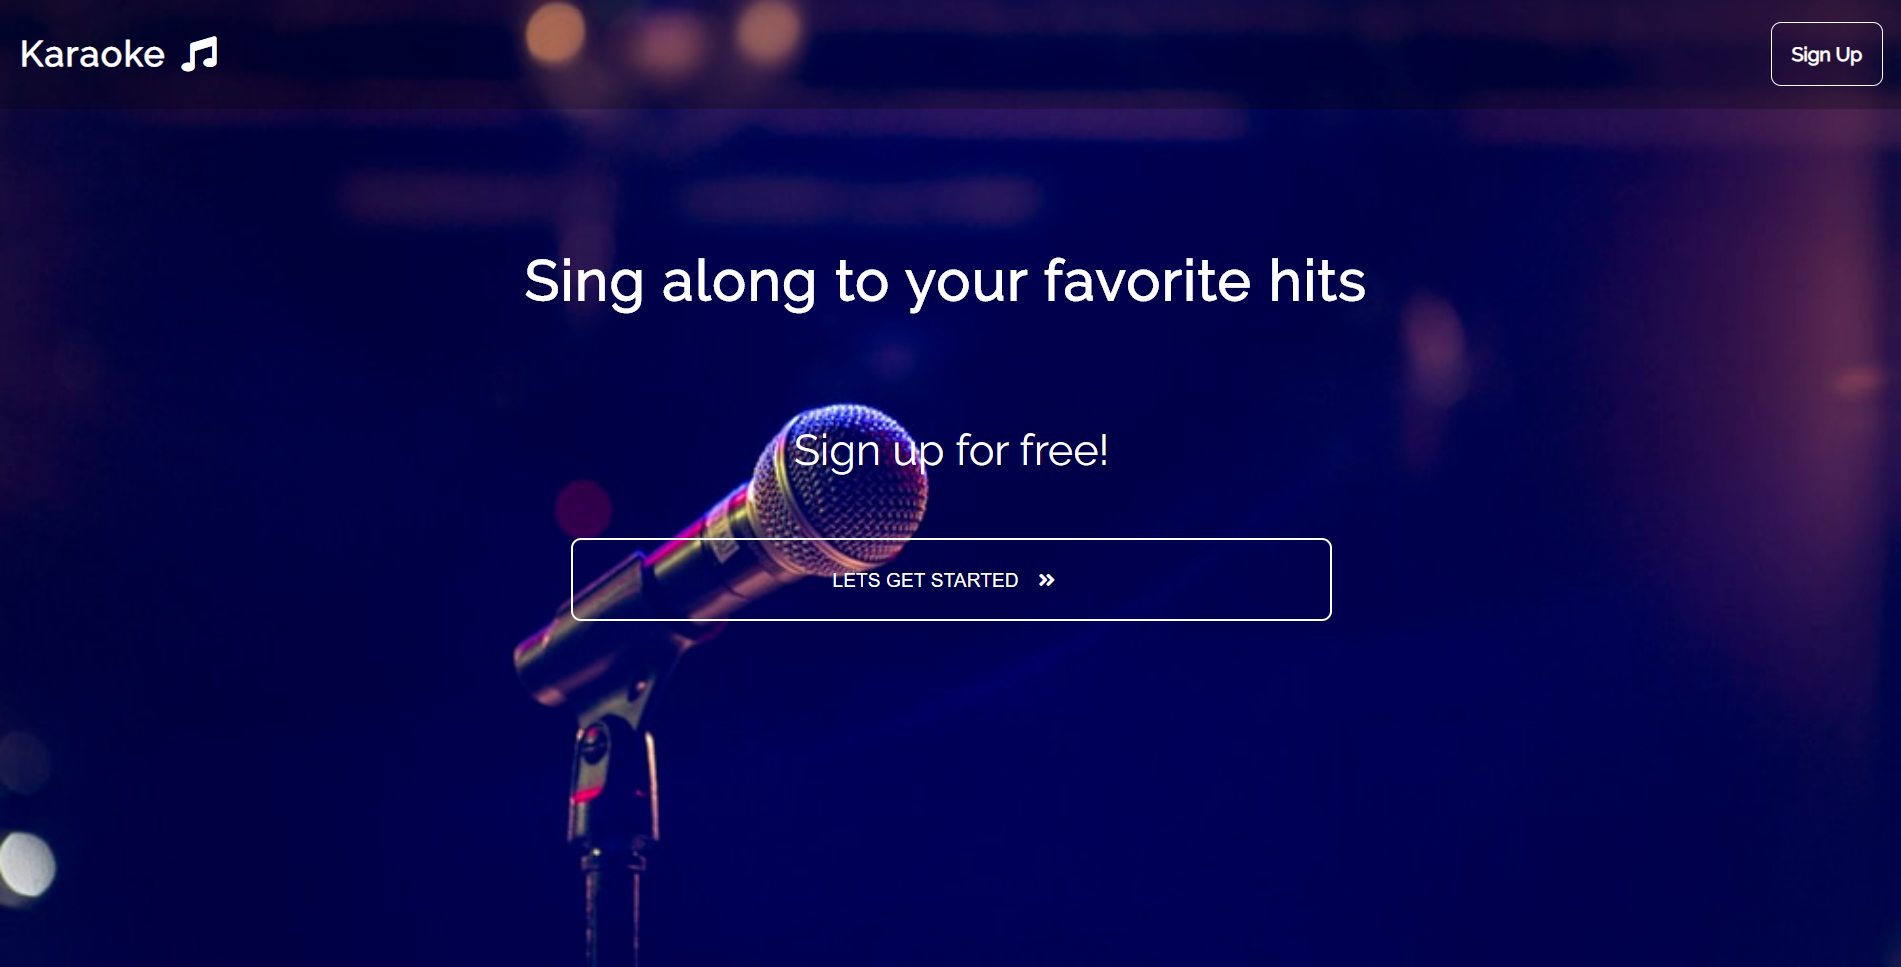 Karaoke
Sign Up
Sing along to your favorite hits
Sign up for free!
LETS GET STARTED